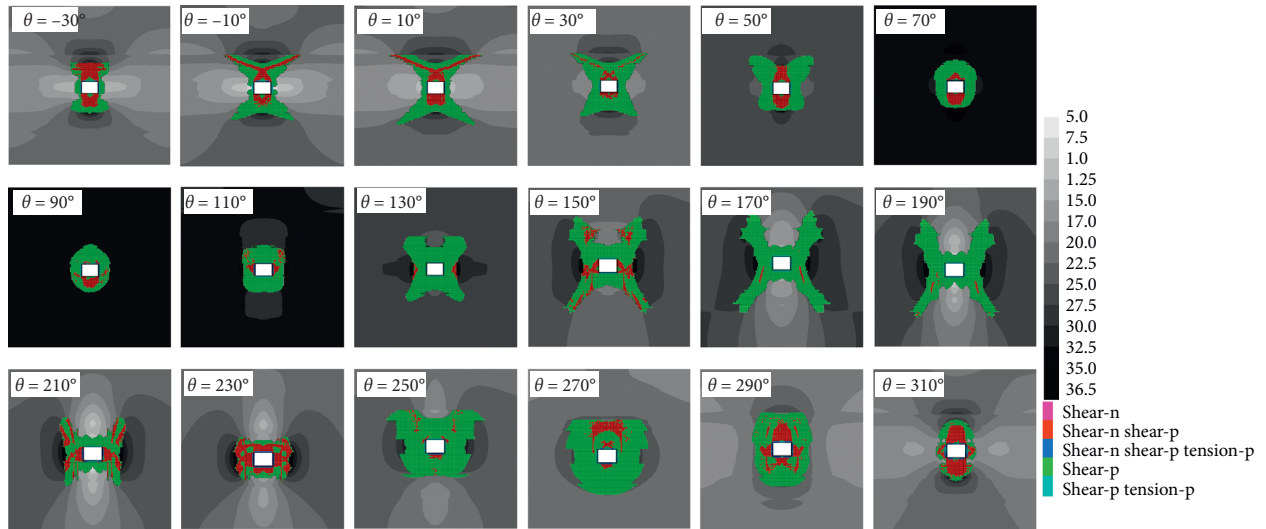 θ = –30°
θ = –10°
θ = 10°
θ = 30°
θ = 50°
θ = 70°
θ = 90°
θ = 110°
θ = 130°
θ = 150°
θ = 170°
θ = 190°
θ = 210°
θ = 230°
θ = 250°
θ = 270°
θ = 290°
θ = 310°
5.0
7.5
1.0
1.25
15.0
17.0
20.0
22.5
25.0
27.5
30.0
32.5
35.0
36.5
Shear-n
Shear-n shear-p
Shear-n shear-p tension-p
Shear-p
Shear-p tension-p